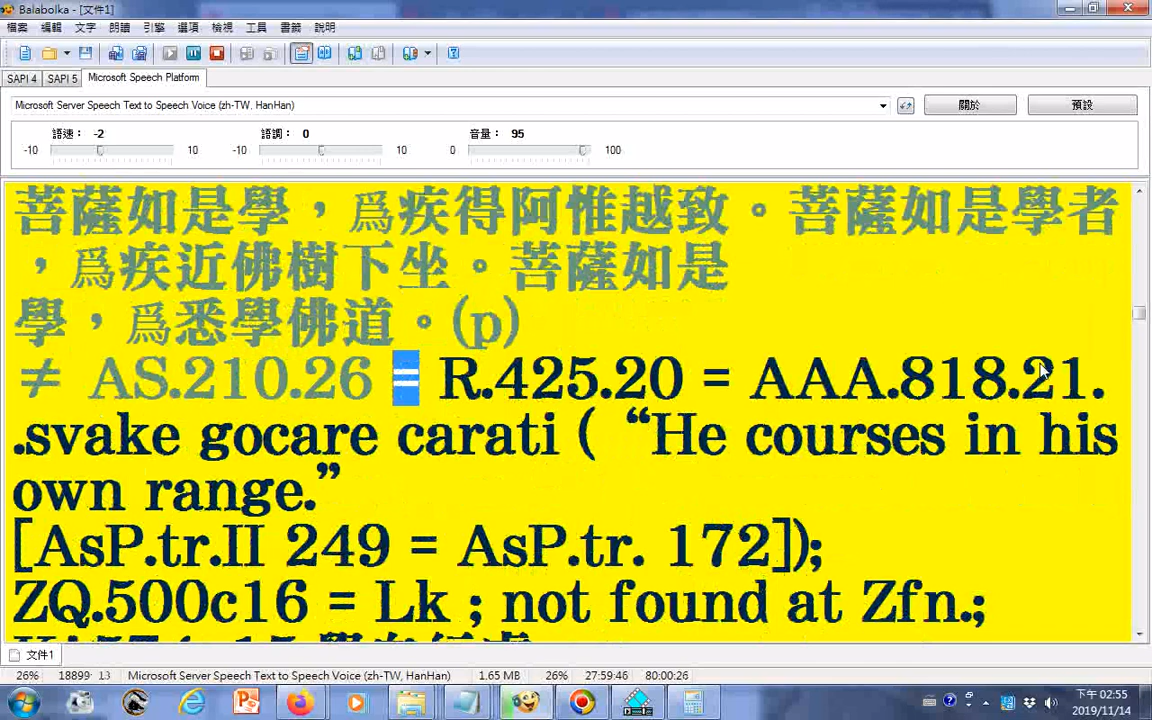 Balabolka - [文件1]
檔案 編輯 文字 朗讀 引擎 選項 檢視 工具 書籤 說明
SAPI 4 SAPI 5 Microsoft Speech Platform
Microsoft Server Speech Text to Speech Voice (zh-TW, HanHan) 關於 預設
語速： -2 語調： 0 音量： 95
-10 10 -10 10 0 100
菩薩如是學，爲疾得阿惟越致。菩薩如是學者
，爲疾近佛樹下坐。菩薩如是
學，爲悉學佛道。(p)
≠ AS.210.26 = R.425.20 = AAA.818.21.
.svake gocare carati ( “He courses in his
own range.”
[AsP.tr.II 249 = AsP.tr. 172]);
ZQ.500c16 = Lk ; not found at Zfn.;
文件1
26% 18899 13 Microsoft Server Speech Text to Speech Voice (zh-TW, HanHan) 1.65 MB 26% 27:59:46 80:00:26
下午 02:55
2019/11/14